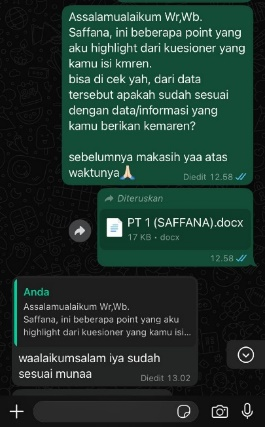 Assalamualaikum Wr,Wb.
Saffana, ini beberapa point yang
aku highlight dari kuesioner yang
kamu isi kmren.
bisa di cek yah, dari data
tersebut apakah sudah sesuai
dengan data/informasi yang
kamu berikan kemaren?
sebelumnya makasih yaa atas
waktunya🙏🏻
Diedit 12.58
Diteruskan
PT 1 (SAFFANA).docx
17 KB • docx
12.58
Anda
Assalamualaikum Wr,Wb.
Saffana, ini beberapa point yang aku
highlight dari kuesioner yang kamu isi...
waalaikumsalam iya sudah
sesuai munaa
Diedit 13.02